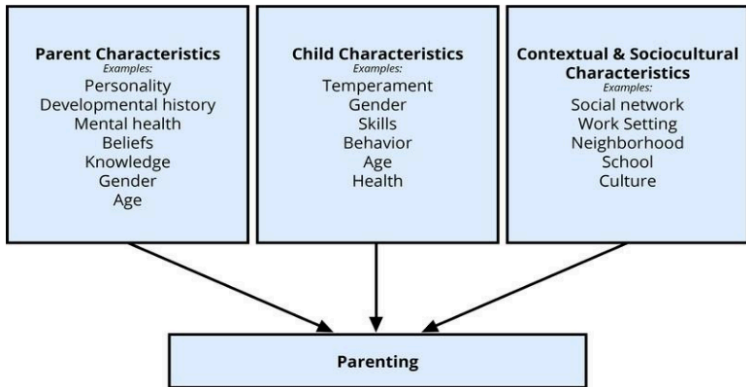 Parent Characteristics
Examples:
Personality
Developmental history
Mental health
Beliefs
Knowledge
Gender
Age
Child Characteristics
Examples:
Temperament
Gender
Skills
Behavior
Age
Health
Contextual & Sociocultural
Characteristics
Examples:
Social network
Work Setting
Neighborhood
School
Culture
Parenting